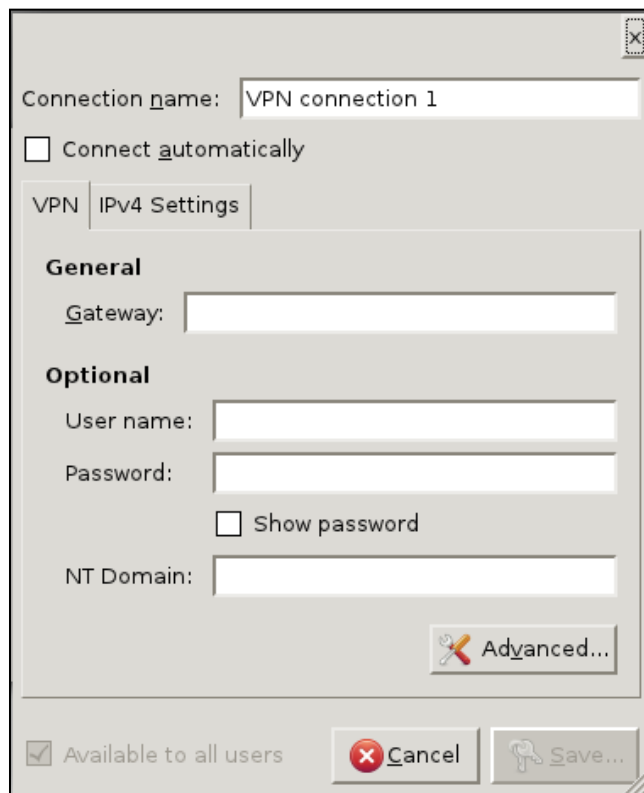 Connection name: VPN connection 1
Connect automatically
VPN IPv4 Settings
General
Gateway:
Optional
User name:
Password:
Show password
NT Domain:
Advanced...
Available to all users Cancel Save...